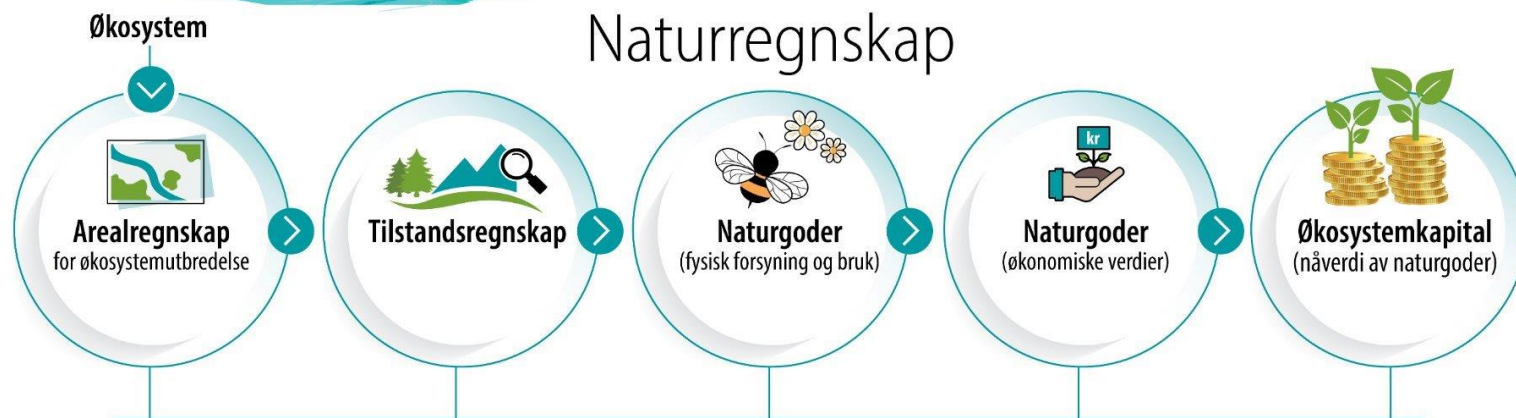 Økosystem
Naturregnskap
Arealregnskap
for økosystemutbredelse
Tilstandsregnskap
Naturgoder
(fysisk forsyning og bruk)
kr
Naturgoder
(økonomiske verdier)
Økosystemkapital
(nåverdi av naturgoder)